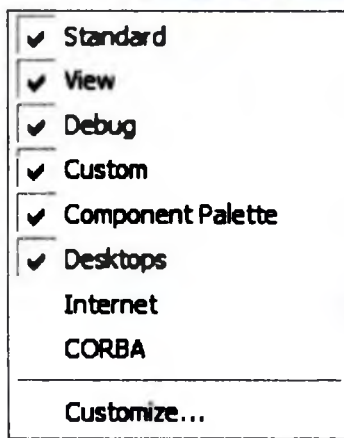 Standard
View
Debug
Custom
Component Palette
Desktops
Internet
CORBA
Customize...